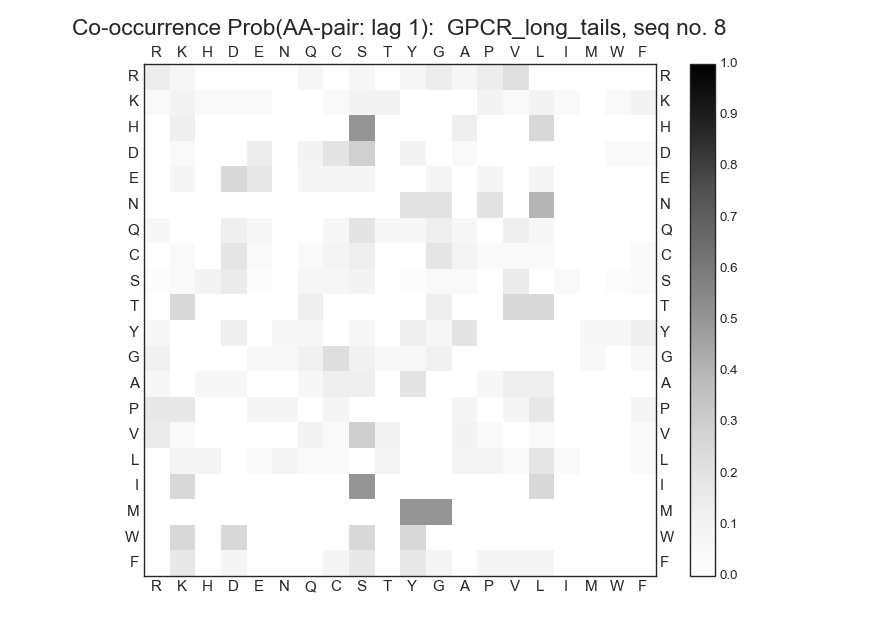 Co-occurrence Prob(AA-pair: lag 1): GPCR_long_tails, seq no. 8
R K H D E N Q C S T Y G A P V L I M W F
R R
K K
H H
D D
E E
N N
Q Q
C C
S S
T T
Y Y
G G
A A
P P
V V
L L
I I
M M
W W
F F
R K H D E N Q C S T Y G A P V L I M W F
1.0
0.9
0.8
0.7
0.6
0.5
0.4
0.3
0.2
0.1
0.0